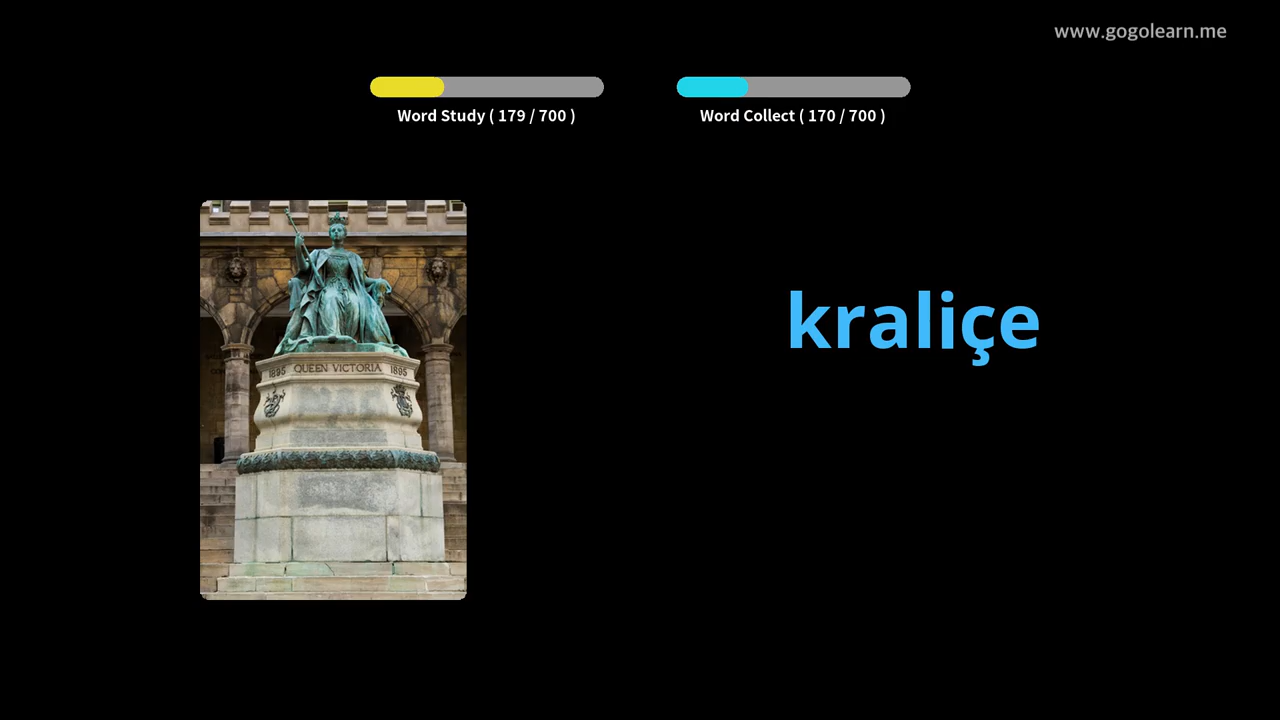 www.gogolearn.me
Word Study ( 179 / 700 )
Word Collect ( 170 / 700 )
1895 QUEEN VICTORIA 1895
kraliçe